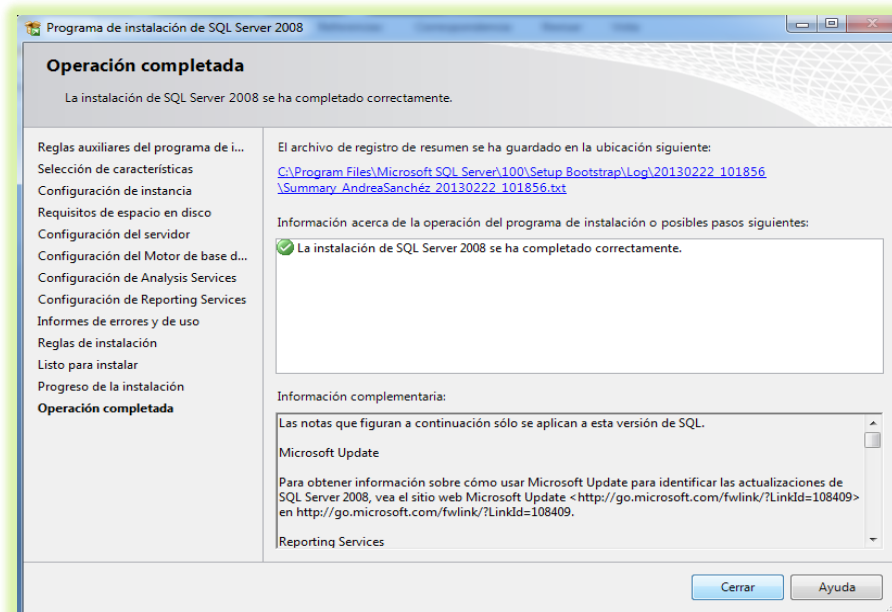 Programa de instalación de SQL Server 2008
Operación completada
La instalación de SQL Server 2008 se ha completado correctamente.
Reglas auxiliares del programa de i...
Selección de características
Configuración de instancia
Requisitos de espacio en disco
Configuración del servidor
Configuración del Motor de base d...
Configuración de Analysis Services
Configuración de Reporting Services
Informes de errores y de uso
Reglas de instalación
Listo para instalar
Progreso de la instalación
Operación completada
El archivo de registro de resumen se ha guardado en la ubicación siguiente:
C:\Program Files\Microsoft SQL Server\100\Setup Bootstrap\Log\20130222_101856
\Summary_AndreaSanchéz_20130222_101856.txt
Información acerca de la operación del programa de instalación o posibles pasos siguientes:
La instalación de SQL Server 2008 se ha completado correctamente.
Información complementaria:
Las notas que figuran a continuación sólo se aplican a esta versión de SQL.
Microsoft Update
Para obtener información sobre cómo usar Microsoft Update para identificar las actualizaciones de
SQL Server 2008, vea el sitio web Microsoft Update <http://go.microsoft.com/fwlink/?LinkId=108409>
en http://go.microsoft.com/fwlink/?LinkId=108409.
Reporting Services
Cerrar
Ayuda